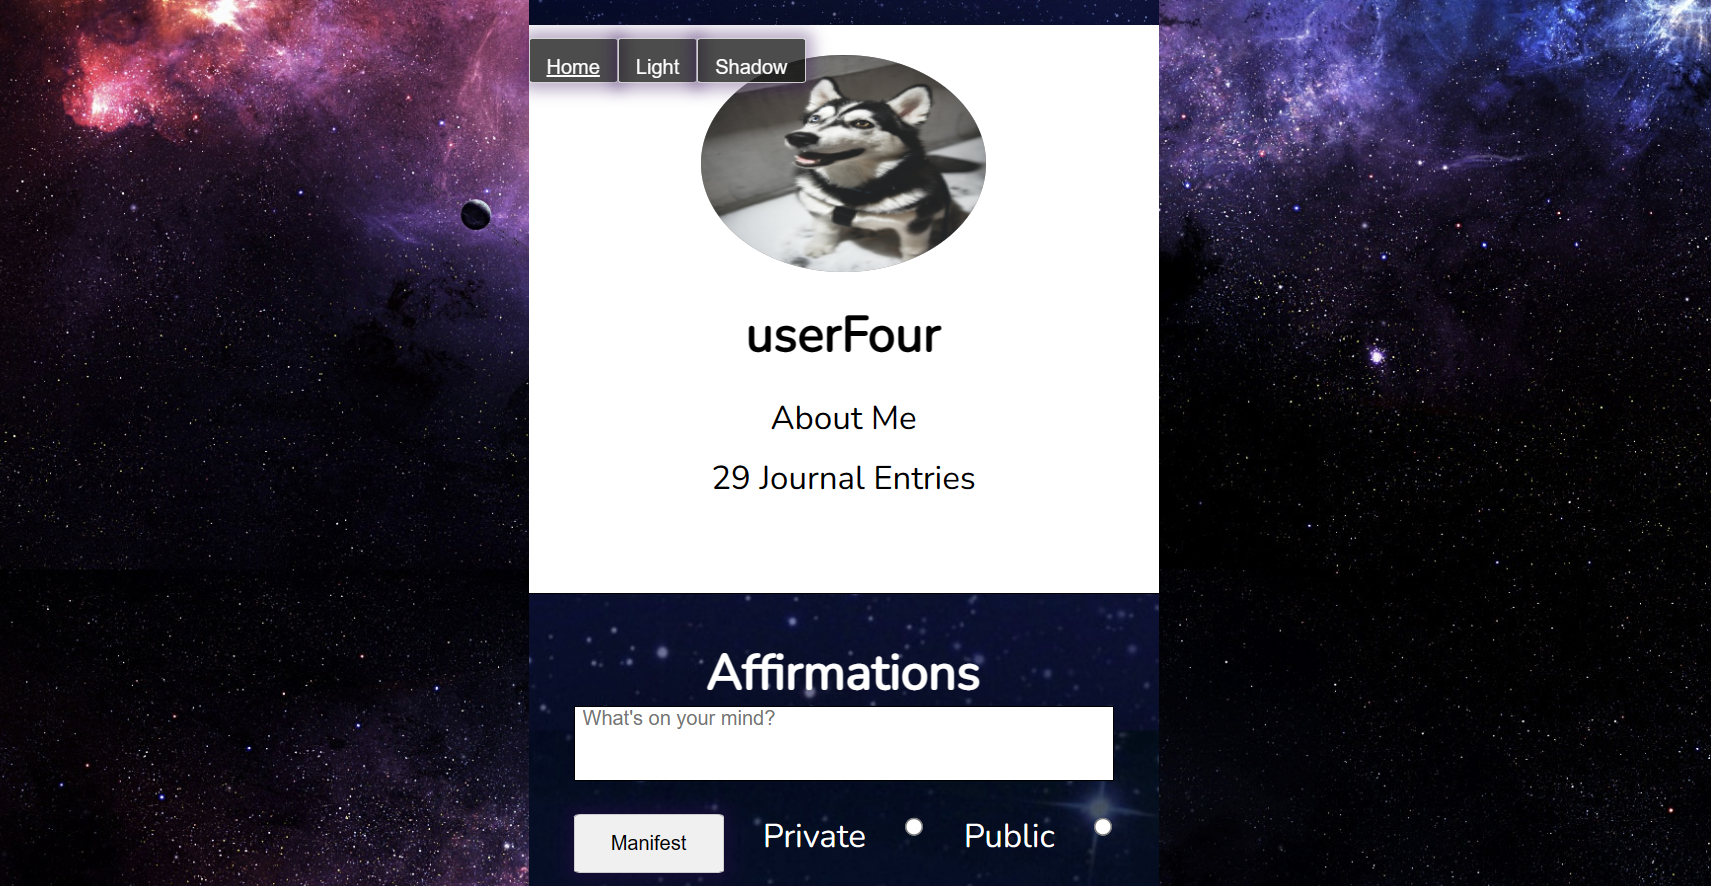 Home Light Shadow
userFour
About Me
29 Journal Entries
Affirmations
What's on your mind?
Manifest Private Public